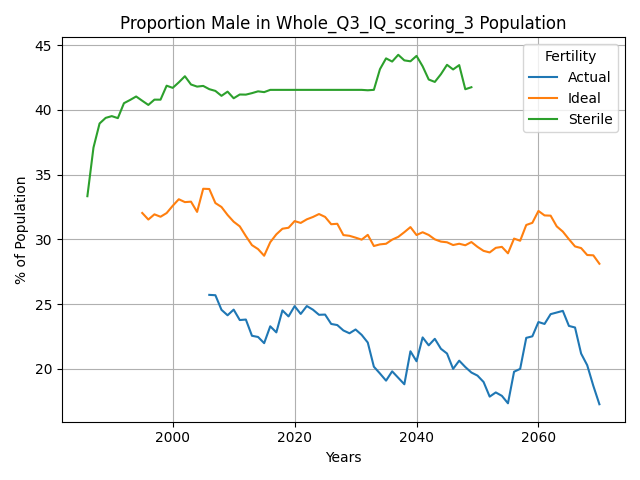 Proportion Male in Whole_Q3_IQ_scoring_3 Population
45
40
35
30
25
20
% of Population
Fertility
Actual
Ideal
Sterile
2000
2020
2040
2060
Years